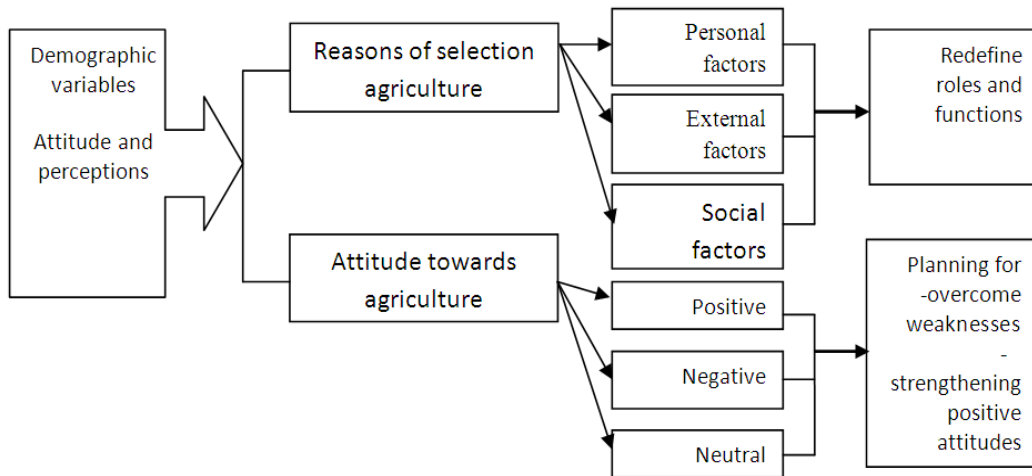 Demographic
variables
Attitude and
perceptions
Reasons of selection
agriculture
Attitude towards
agriculture
Personal
factors
External
factors
Social
factors
Positive
Negative
Neutral
Redefine
roles and
functions
Planning for
-overcome
weaknesses
-
strengthening
positive
attitudes